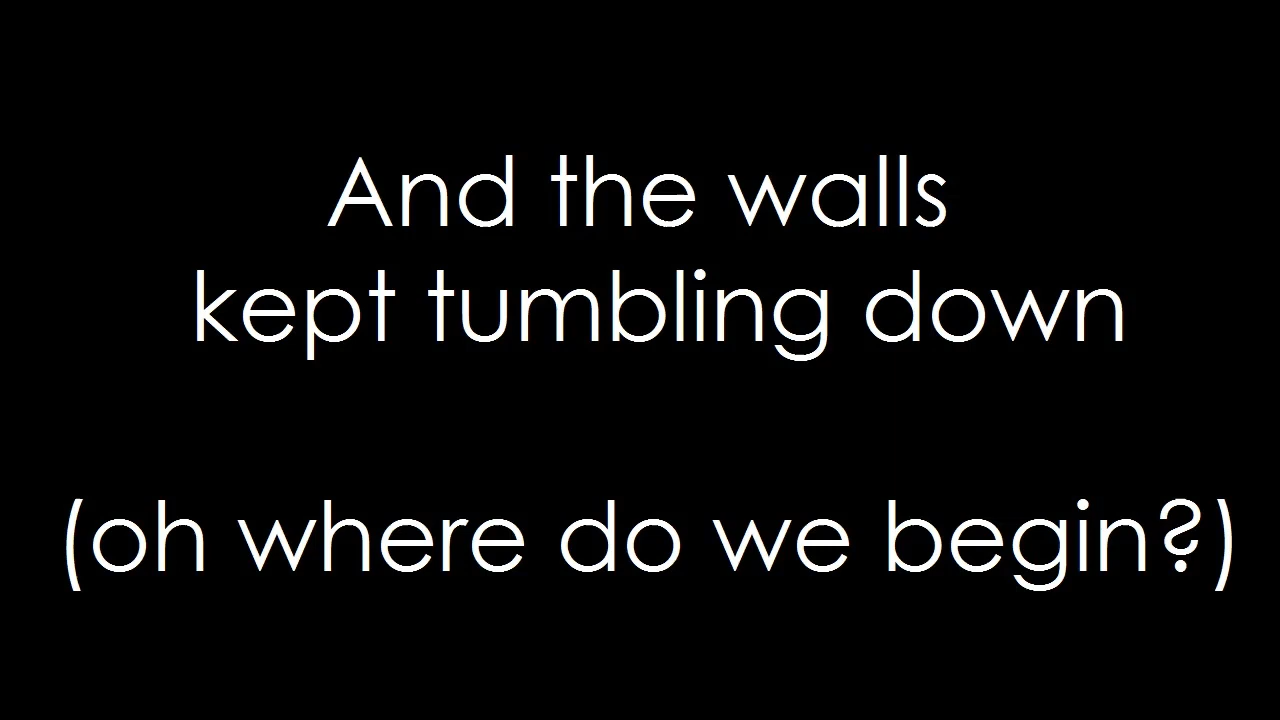 And the walls
kept tumbling down
(oh where do we begin?)